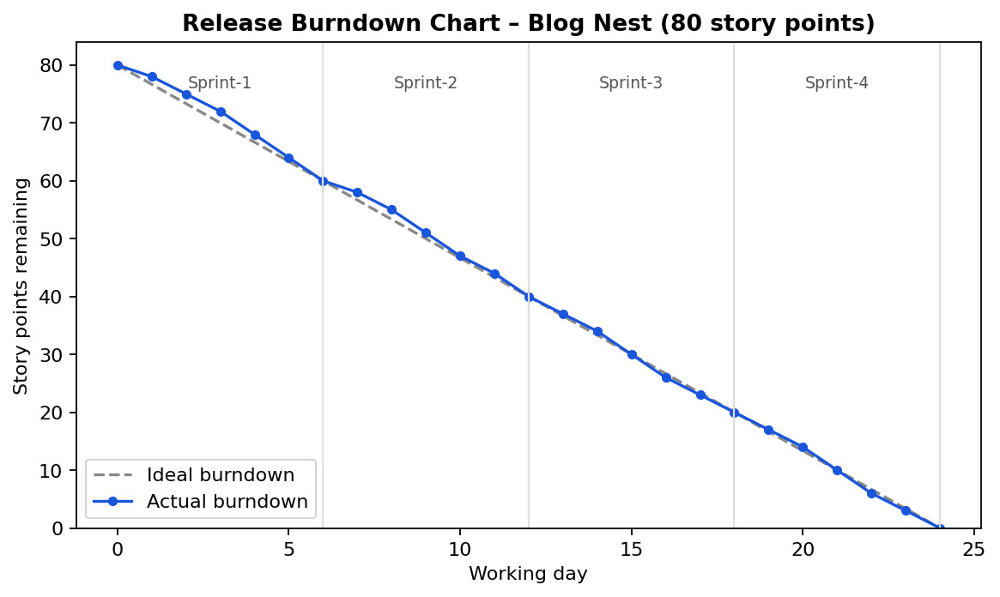 Release Burndown Chart – Blog Nest (80 story points)
Sprint-1 Sprint-2 Sprint-3 Sprint-4
80
70
60
50
40
30
20
10
0
Story points remaining
Ideal burndown
Actual burndown
0 5 10 15 20 25
Working day